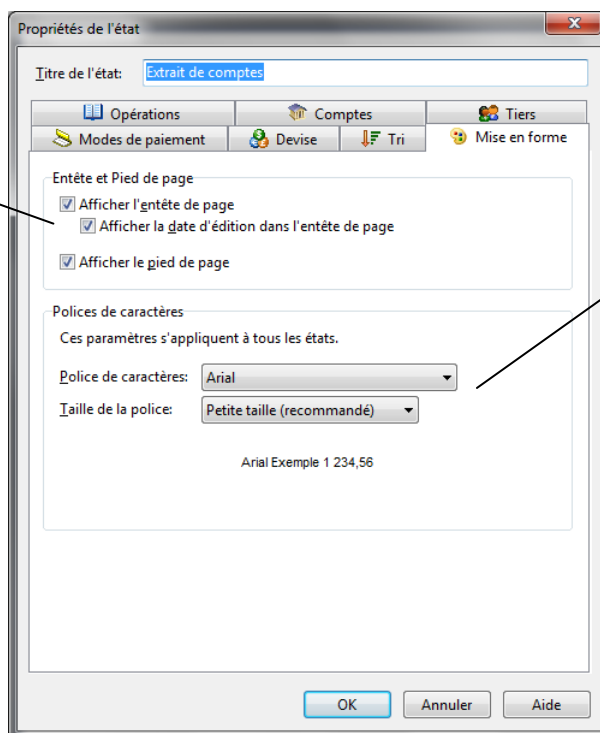 Propriétés de l'état
Titre de l'état: Extrait de comptes
Opérations Comptes Tiers
Modes de paiement Devise Tri Mise en forme
Entête et Pied de page
Afficher l'entête de page
Afficher la date d'édition dans l'entête de page
Afficher le pied de page
Polices de caractères
Ces paramètres s'appliquent à tous les états.
Police de caractères: Arial
Taille de la police: Petite taille (recommandé)
Arial Exemple 1 234,56
OK Annuler Aide